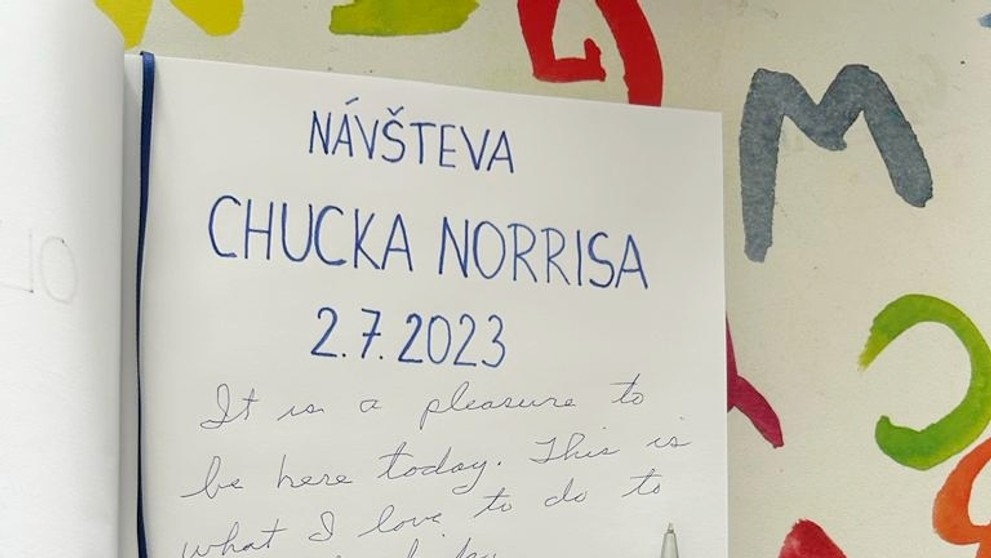 NÁVŠTEVA
CHUCKA NORRISA
2.7.2023
It is a pleasure to
be here today. This is
what I love to do to